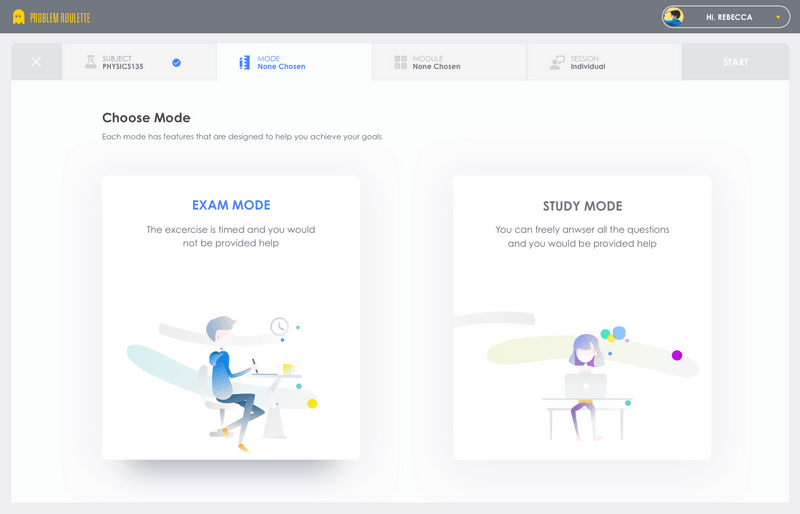 PROBLEM ROULETTE
Hi, REBECCA
SUBJECT
PHYSICS135
MODE
None Chosen
MODULE
None Chosen
SESSION
Individual
START
Choose Mode
Each mode has features that are designed to help you achieve your goals
EXAM MODE
The excercise is timed and you would
not be provided help
STUDY MODE
You can freely anwser all the questions
and you would be provided help